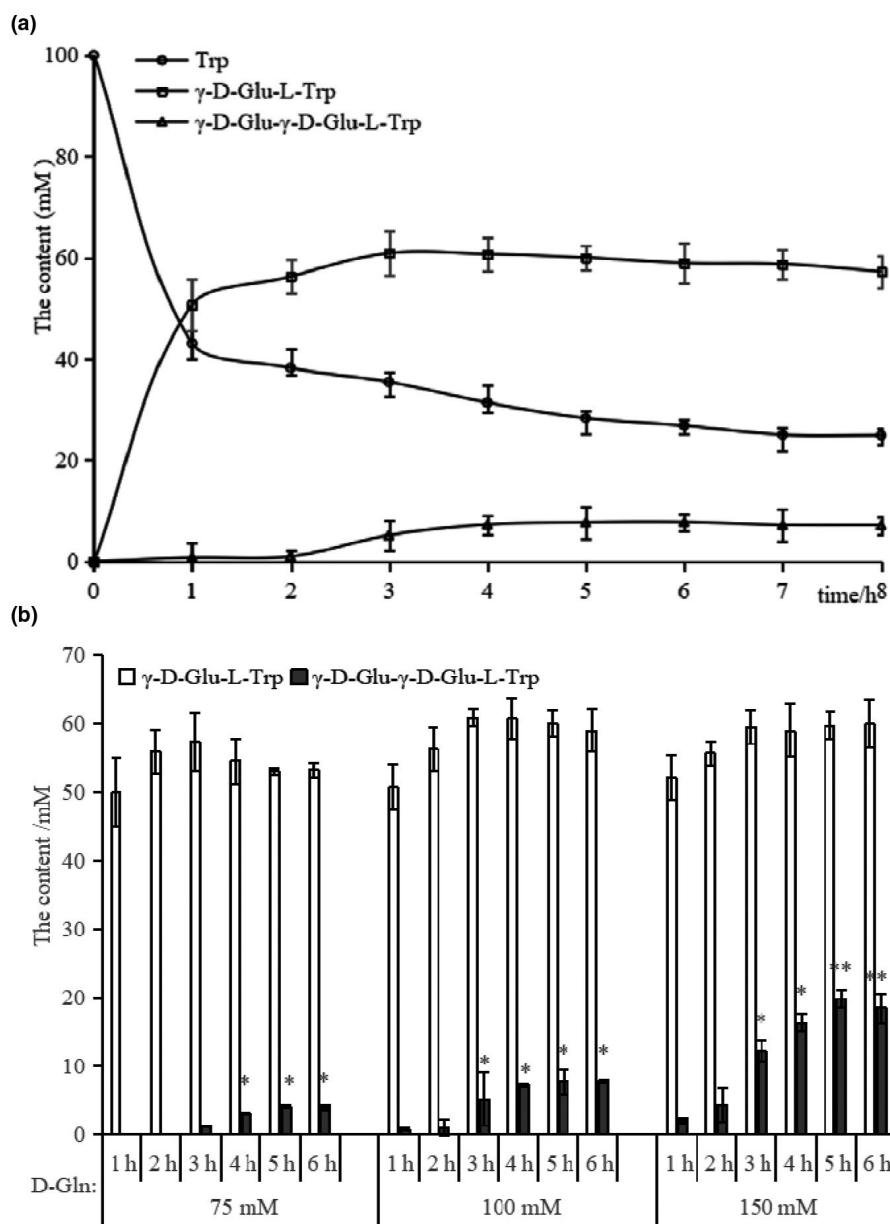 (a)
100
80
60
40
20
0
The content (mM )
Trp
γ-D-Glu-L-Trp
γ-D-Glu-γ-D-Glu-L-Trp
0 1 2 3 4 5 6 7 8
time/h
(b)
70
60
50
40
30
20
10
0
The content /mM
γ-D-Glu-L-Trp γ-D-Glu-γ-D-Glu-L-Trp
* * * * * * * * * ** **
1 h 2 h 3 h 4 h 5 h 6 h 1 h 2 h 3 h 4 h 5 h 6 h 1 h 2 h 3 h 4 h 5 h 6 h
D-Gln: 75 mM 100 mM 150 mM